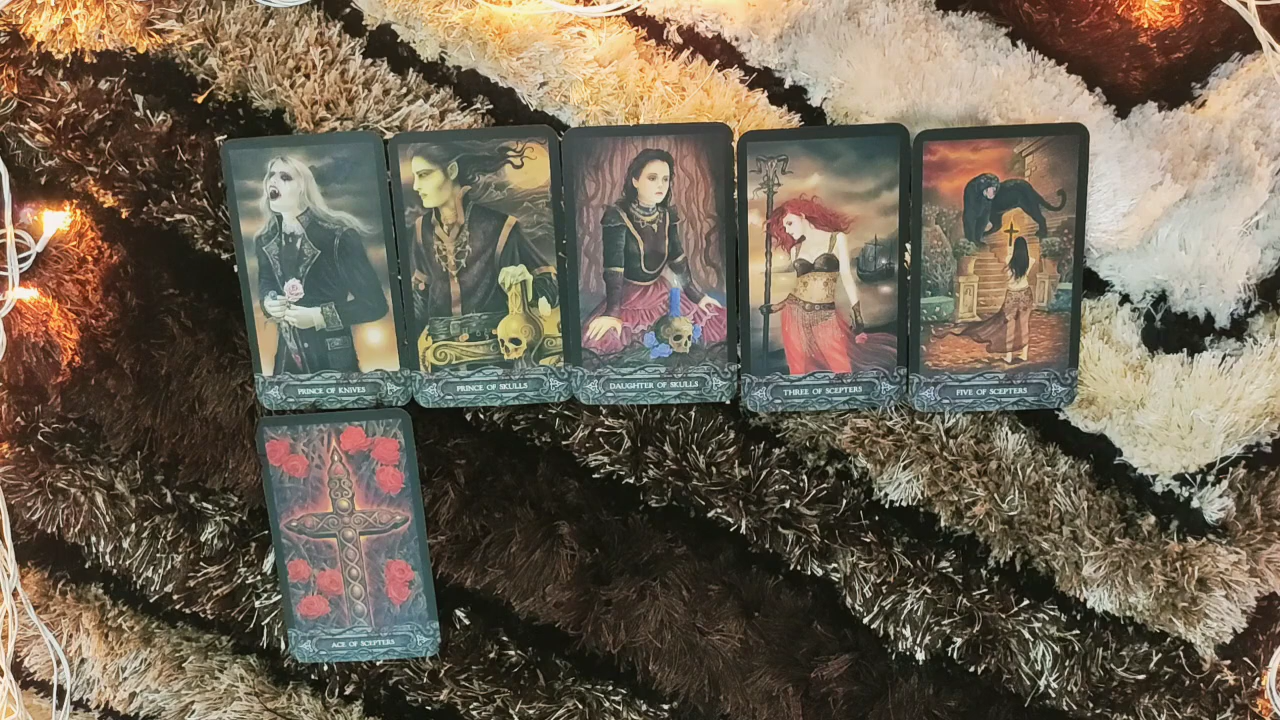 PRINCE OF KNIVES
PRINCE OF SKULLS
DAUGHTER OF SKULLS
THREE OF SCEPTERS
FIVE OF SCEPTERS
ACE OF SCEPTERS